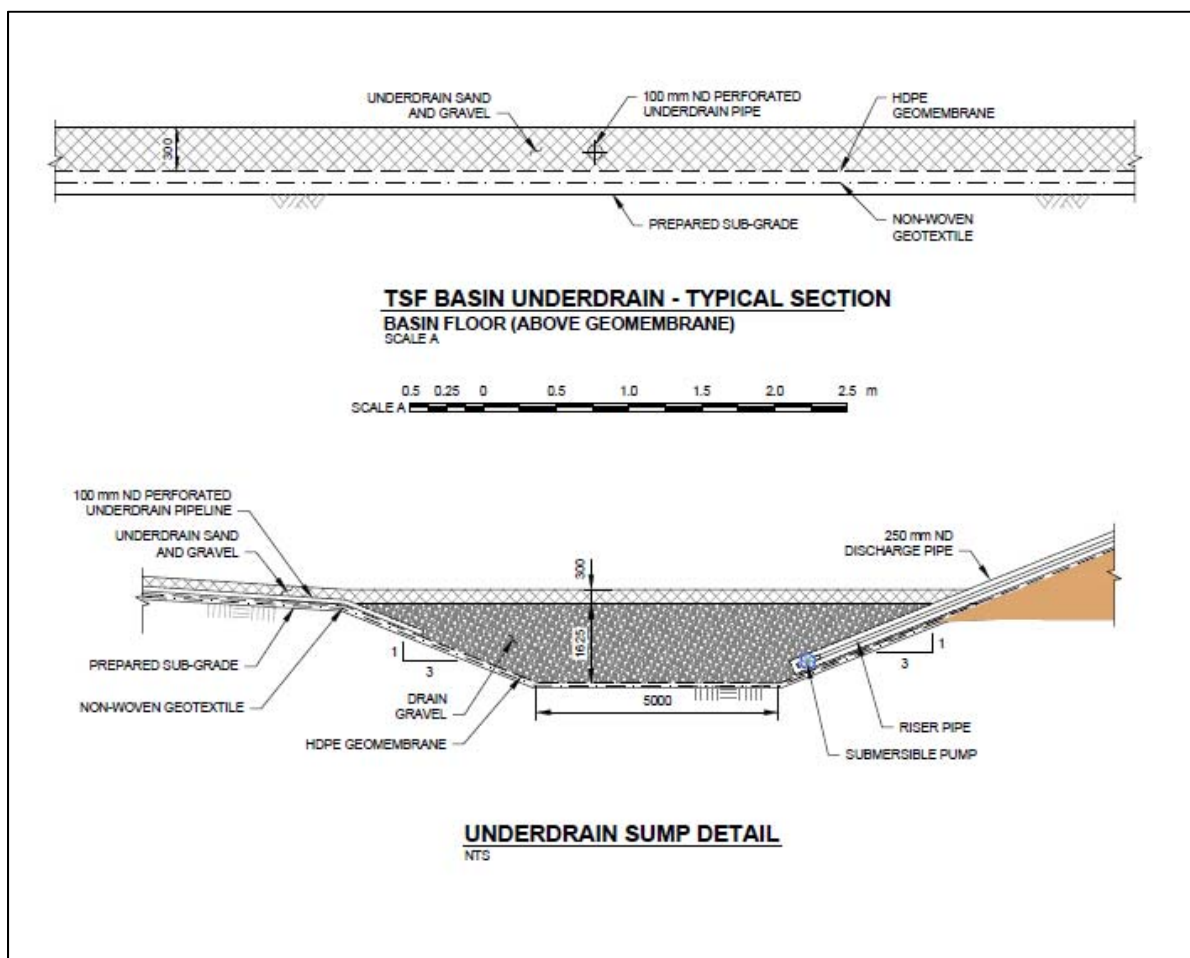 UNDERDRAIN SAND
AND GRAVEL
100 mm ND PERFORATED
UNDERDRAIN PIPE
HDPE
GEOMEMBRANE
300
NON-WOVEN
GEOTEXTILE
PREPARED SUB-GRADE
TSF BASIN UNDERDRAIN - TYPICAL SECTION
BASIN FLOOR (ABOVE GEOMEMBRANE)
SCALE A
0.5 0.25 0 0.5 1.0 1.5 2.0 2.5 m
SCALE A
100 mm ND PERFORATED
UNDERDRAIN PIPELINE
UNDERDRAIN SAND
AND GRAVEL
250 mm ND
DISCHARGE PIPE
300
1625
1
3
1
3
PREPARED SUB-GRADE
NON-WOVEN GEOTEXTILE
DRAIN
GRAVEL
HDPE GEOMEMBRANE
5000
RISER PIPE
SUBMERSIBLE PUMP
UNDERDRAIN SUMP DETAIL
NTS